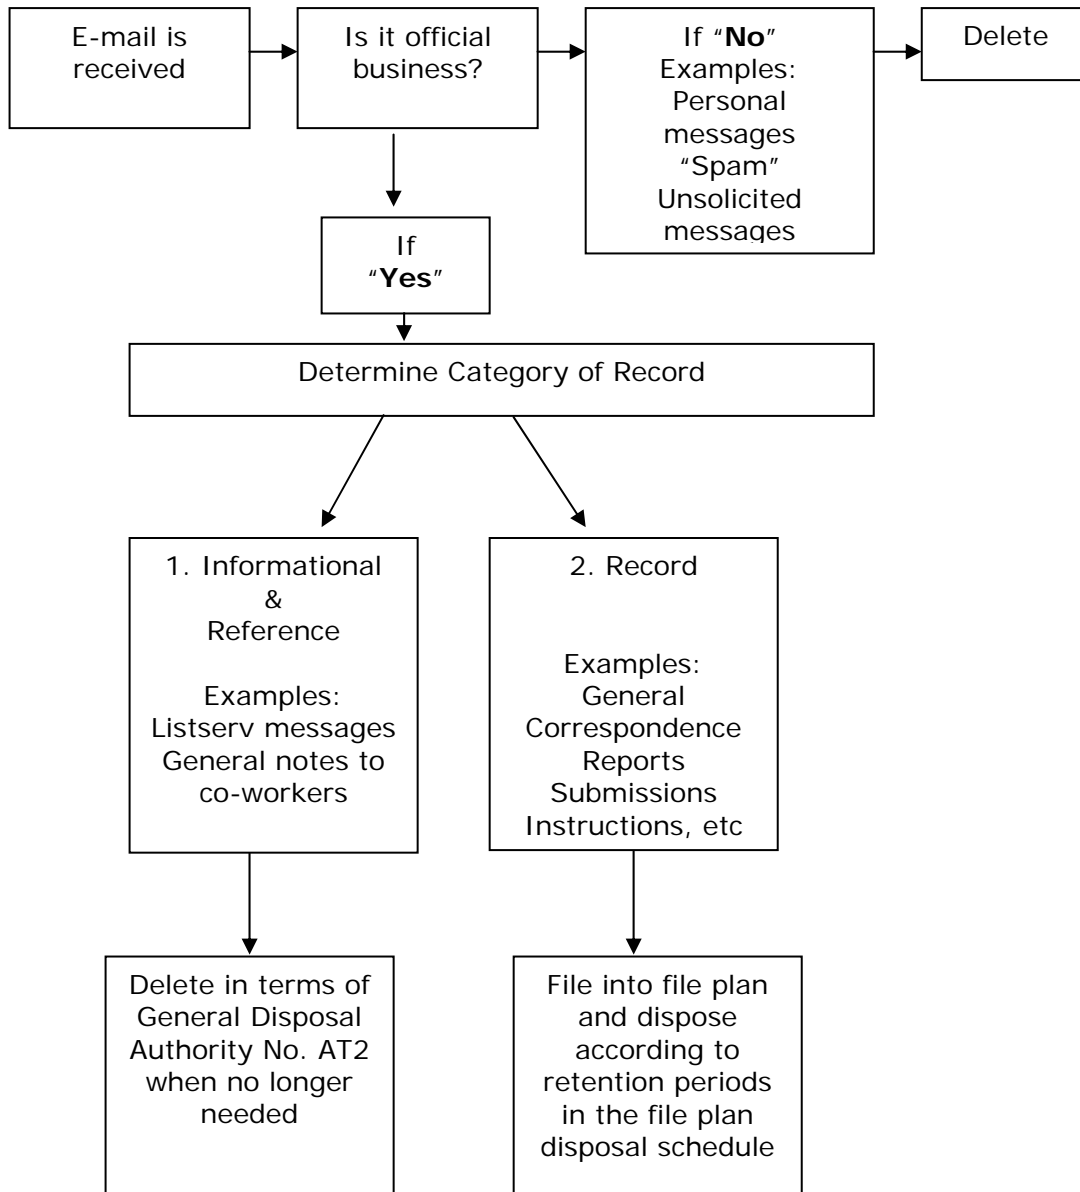 E-mail is
received
Is it official
business?
If “No”
Examples:
Personal
messages
“Spam”
Unsolicited
messages
Delete
If
“Yes”
Determine Category of Record
1. Informational
&
Reference
Examples:
Listserv messages
General notes to
co-workers
2. Record
Examples:
General
Correspondence
Reports
Submissions
Instructions, etc
Delete in terms of
General Disposal
Authority No. AT2
when no longer
needed
File into file plan
and dispose
according to
retention periods
in the file plan
disposal schedule